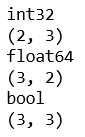 int32
(2, 3)
float64
(3, 2)
bool
(3, 3)